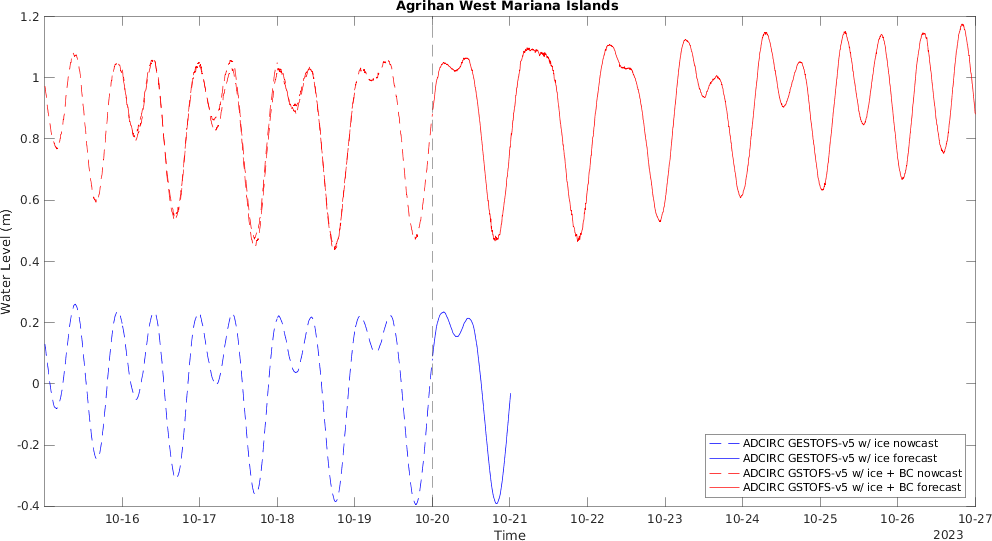 Agrihan West Mariana Islands
Water Level (m)
1.2
1
0.8
0.6
0.4
0.2
0
-0.2
-0.4
10-16 10-17 10-18 10-19 10-20 10-21 10-22 10-23 10-24 10-25 10-26 10-27
Time
2023
ADCIRC GESTOFS-v5 w/ ice nowcast
ADCIRC GESTOFS-v5 w/ ice forecast
ADCIRC GSTOFS-v5 w/ ice + BC nowcast
ADCIRC GSTOFS-v5 w/ ice + BC forecast